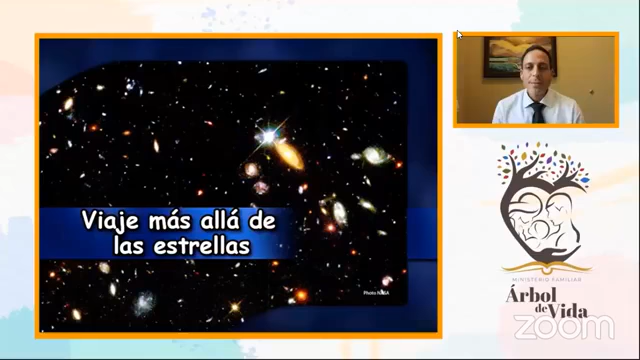 Viaje más allá de
las estrellas
Photo NASA
MINISTERIO FAMILIAR
Árbol
de Vida
zoom